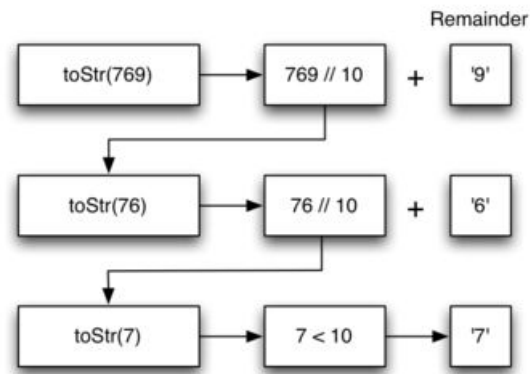 Remainder
toStr(769) 769 // 10 + '9'
toStr(76) 76 // 10 + '6'
toStr(7) 7 < 10 '7'